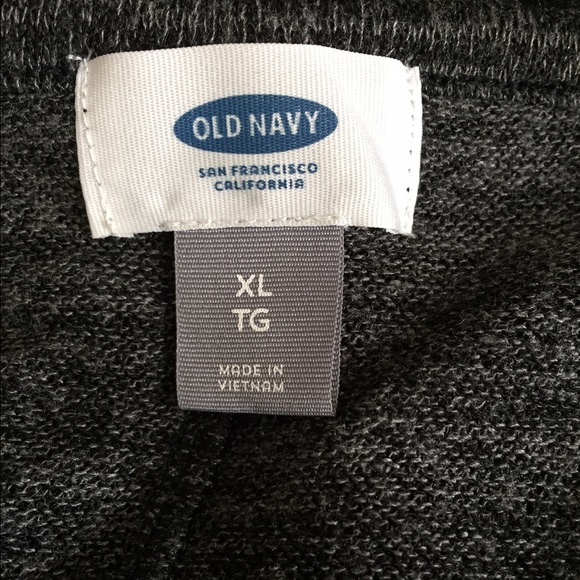 OLD NAVY
SAN FRANCISCO
CALIFORNIA
XL
TG
MADE IN
VIETNAM